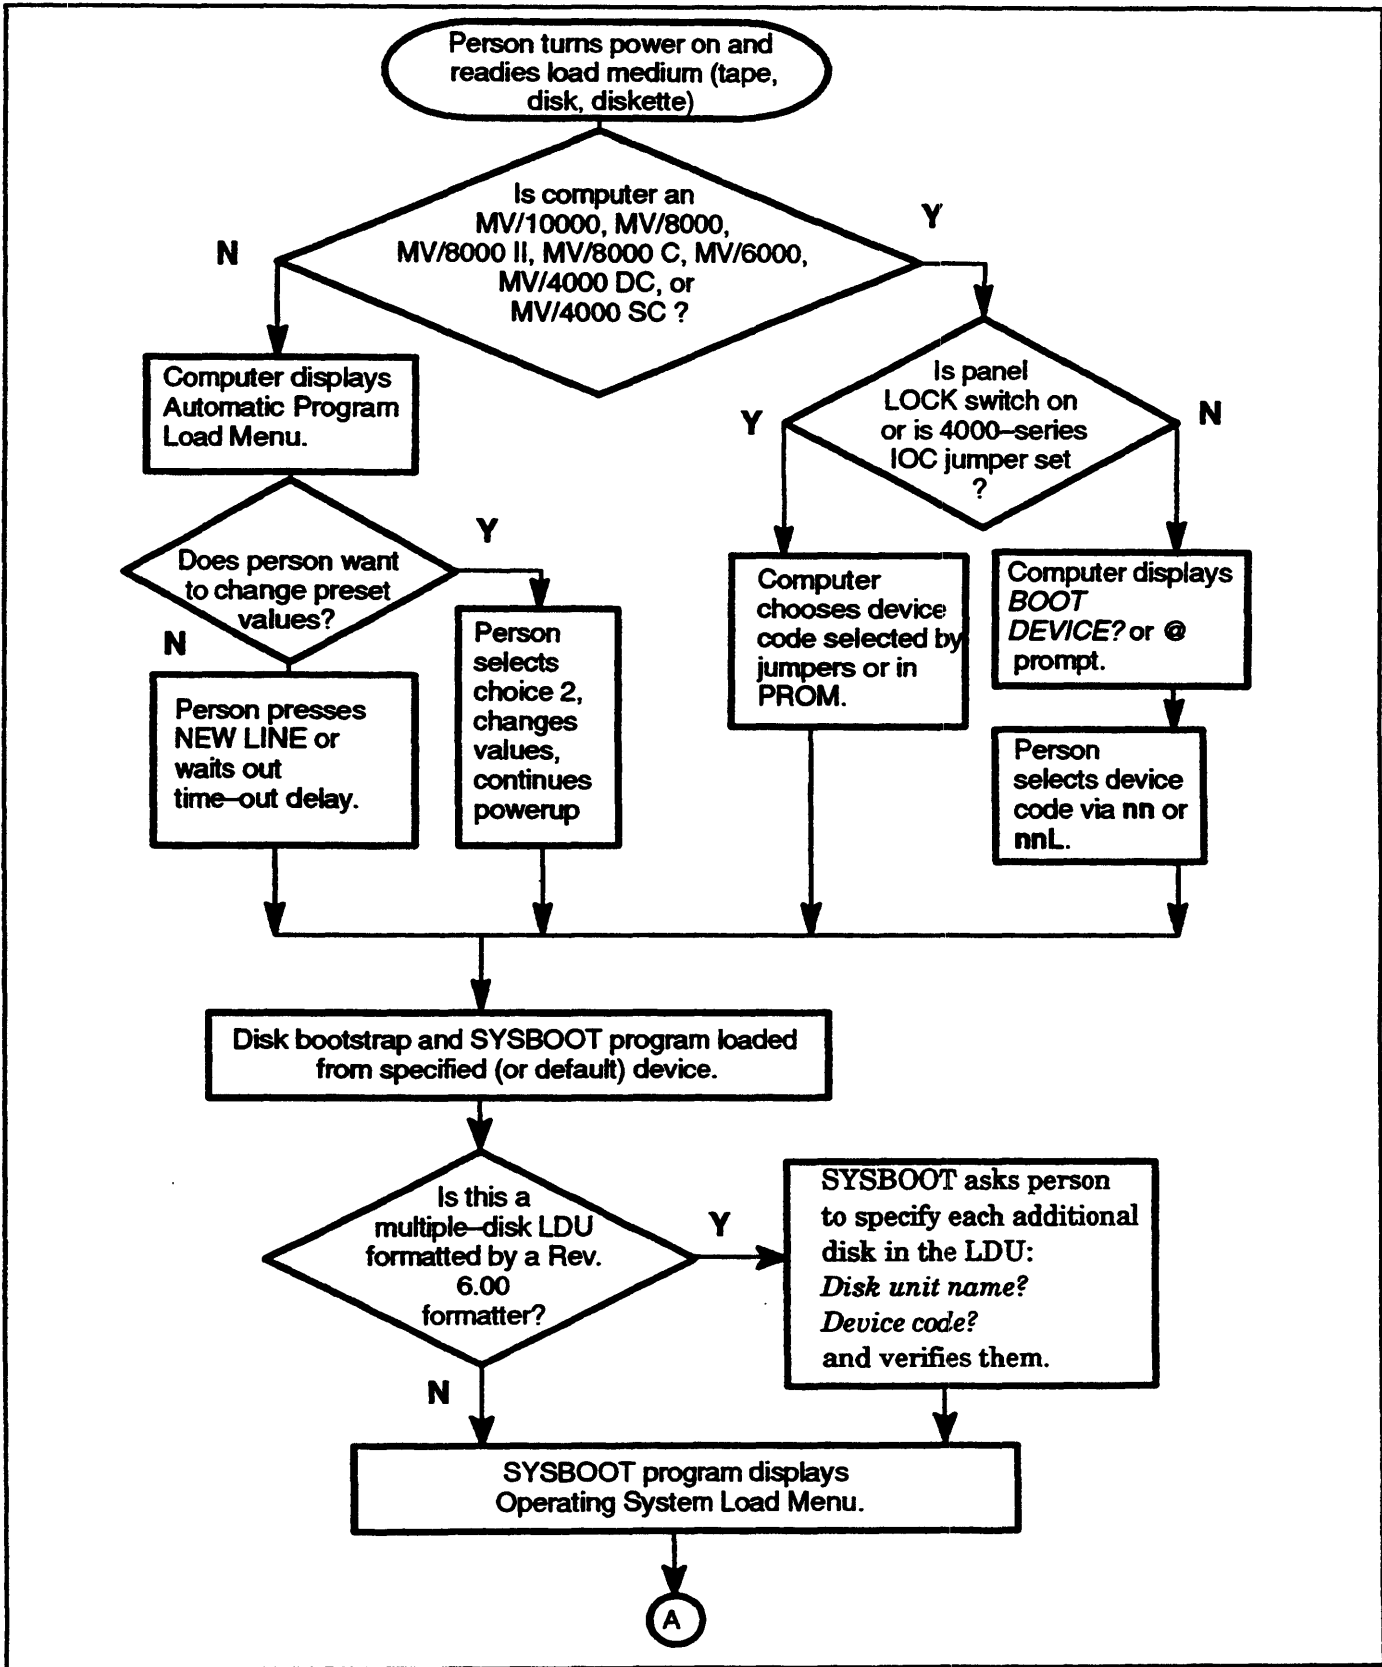 Person turns power on and
readies load medium (tape,
disk, diskette)
Is computer an
MV/10000, MV/8000,
MV/8000 II, MV/8000 C, MV/6000,
MV/4000 DC, or
MV/4000 SC ?
N
Y
Computer displays
Automatic Program
Load Menu.
Is panel
LOCK switch on
or is 4000–series
IOC jumper set
?
Y
N
Does person want
to change preset
values?
Y
N
Person presses
NEW LINE or
waits out
time–out delay.
Person
selects
choice 2,
changes
values,
continues
powerup
Computer
chooses device
code selected by
jumpers or in
PROM.
Computer displays
BOOT
DEVICE? or @
prompt.
Person
selects device
code via nn or
nnL.
Disk bootstrap and SYSBOOT program loaded
from specified (or default) device.
Is this a
multiple–disk LDU
formatted by a Rev.
6.00
formatter?
Y
N
SYSBOOT asks person
to specify each additional
disk in the LDU:
Disk unit name?
Device code?
and verifies them.
SYSBOOT program displays
Operating System Load Menu.
A